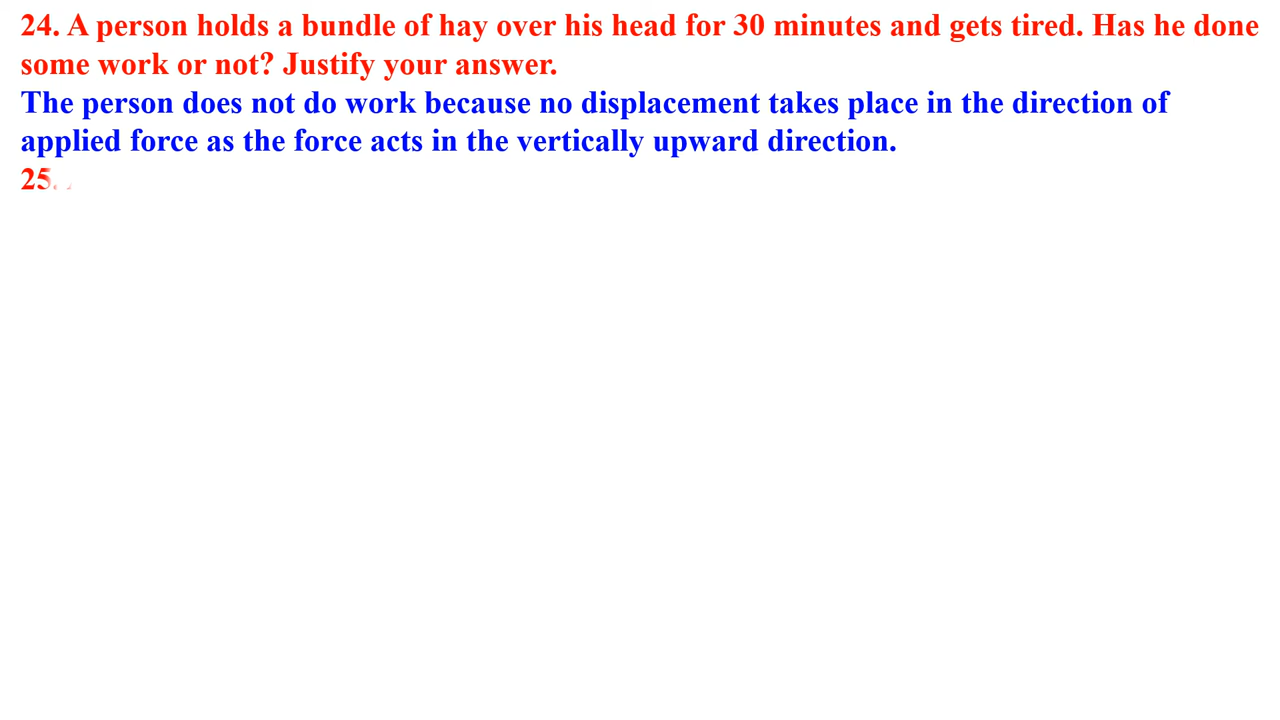 24. A person holds a bundle of hay over his head for 30 minutes and gets tired. Has he done
some work or not? Justify your answer.
The person does not do work because no displacement takes place in the direction of
applied force as the force acts in the vertically upward direction.
25.